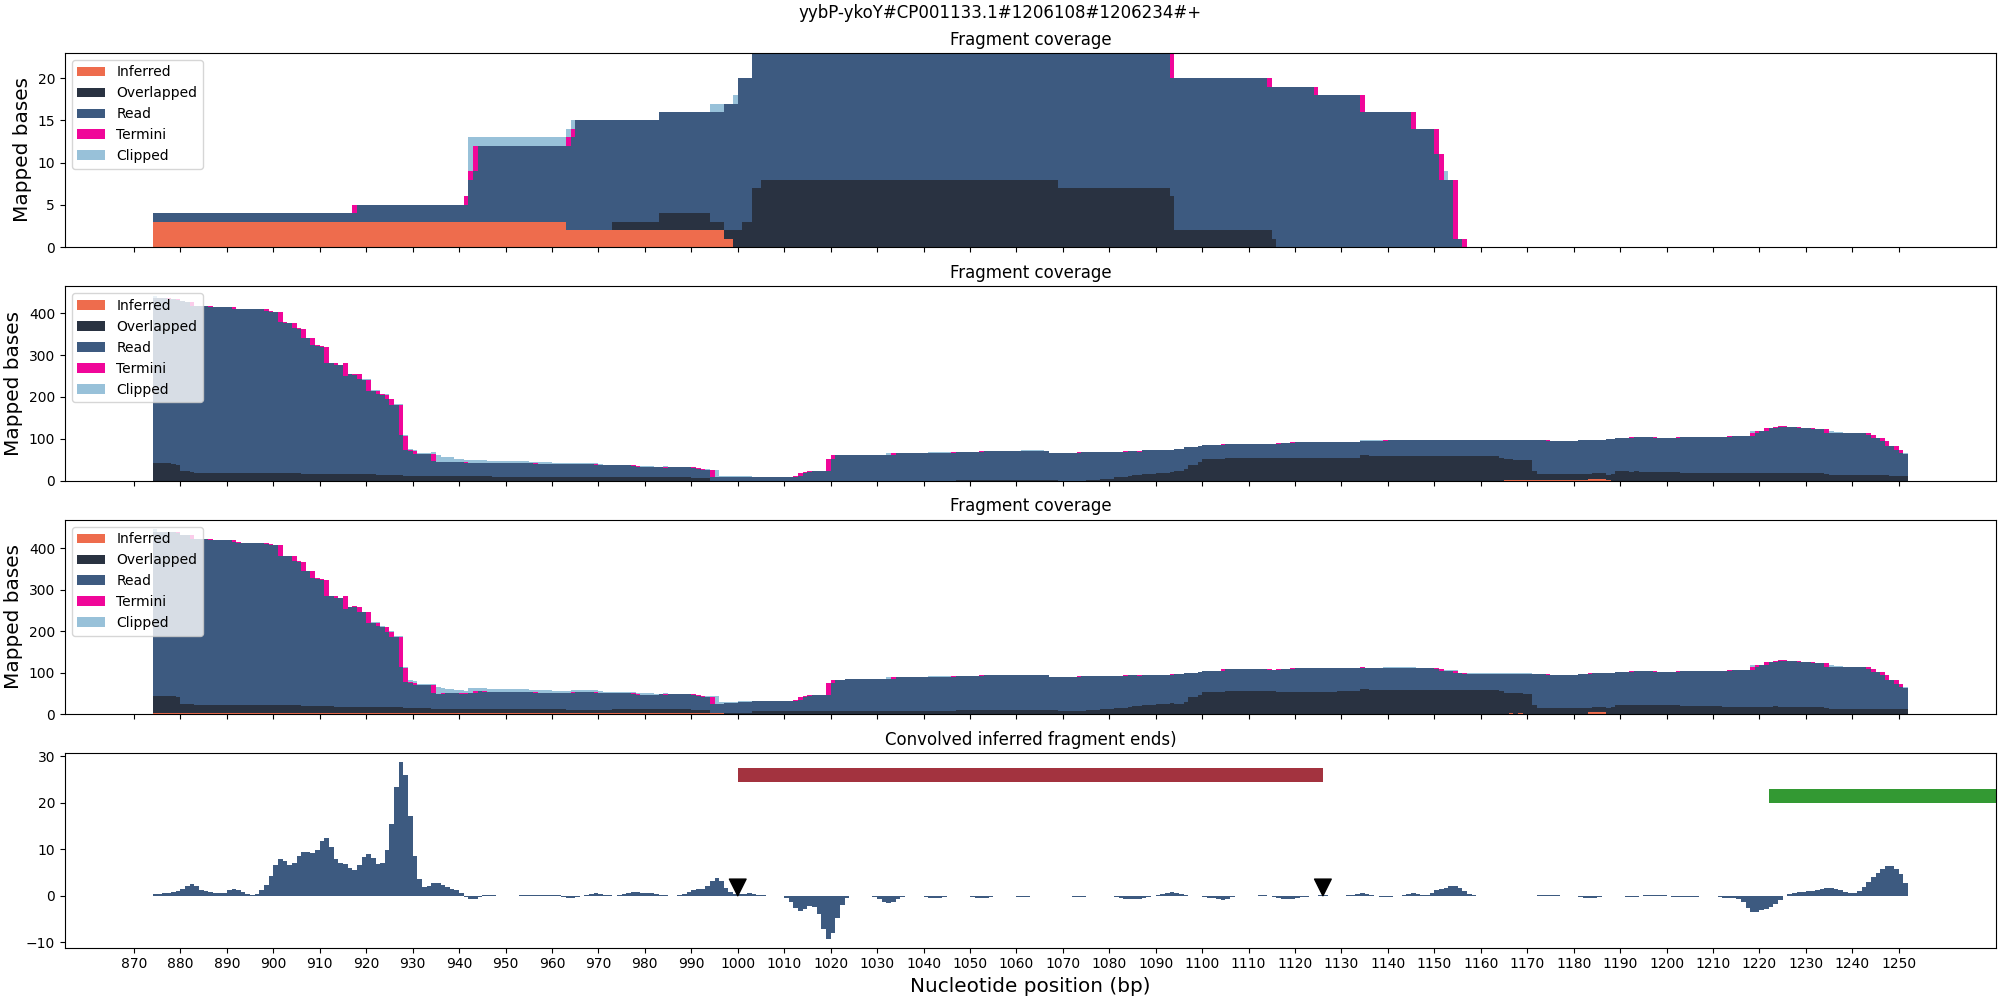 yybP-ykoY#CP001133.1#1206108#1206234#+
Fragment coverage
Mapped bases
20
15
10
5
0
Inferred
Overlapped
Read
Termini
Clipped
Fragment coverage
Mapped bases
400
300
200
100
0
Inferred
Overlapped
Read
Termini
Clipped
Fragment coverage
Mapped bases
400
300
200
100
0
Inferred
Overlapped
Read
Termini
Clipped
Convolved inferred fragment ends)
30
20
10
0
−10
870 880 890 900 910 920 930 940 950 960 970 980 990 1000 1010 1020 1030 1040 1050 1060 1070 1080 1090 1100 1110 1120 1130 1140 1150 1160 1170 1180 1190 1200 1210 1220 1230 1240 1250
Nucleotide position (bp)